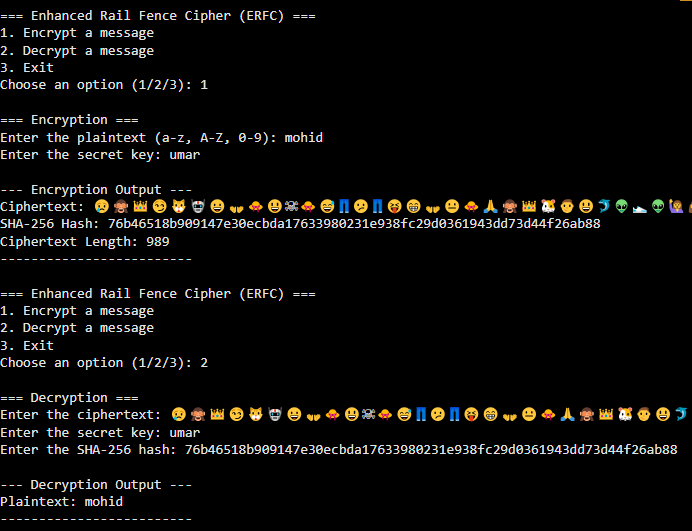 === Enhanced Rail Fence Cipher (ERFC) ===
1. Encrypt a message
2. Decrypt a message
3. Exit
Choose an option (1/2/3): 1
=== Encryption ===
Enter the plaintext (a-z, A-Z, 0-9): mohid
Enter the secret key: umar
--- Encryption Output ---
Ciphertext: 😢🙈👑😏😺🤘😀👐👒😃☠👒😅👖😕👖😝😁👐😐👒🙏🙈👑🐹👨😃🐬👽👟👽🙋
SHA-256 Hash: 76b46518b909147e30ecbda17633980231e938fc29d0361943dd73d44f26ab88
Ciphertext Length: 989
-------------------------
=== Enhanced Rail Fence Cipher (ERFC) ===
1. Encrypt a message
2. Decrypt a message
3. Exit
Choose an option (1/2/3): 2
=== Decryption ===
Enter the ciphertext: 😢🙈👑😏😺🤘😀👐👒😃☠👒😅👖😕👖😝😁👐😐👒🙏🙈👑🐹👨😃🐬
Enter the secret key: umar
Enter the SHA-256 hash: 76b46518b909147e30ecbda17633980231e938fc29d0361943dd73d44f26ab88
--- Decryption Output ---
Plaintext: mohid
-------------------------